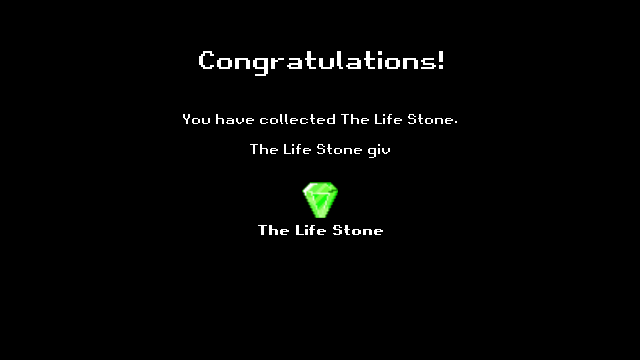 Congratulations!
You have collected The Life Stone.
The Life Stone giv
The Life Stone